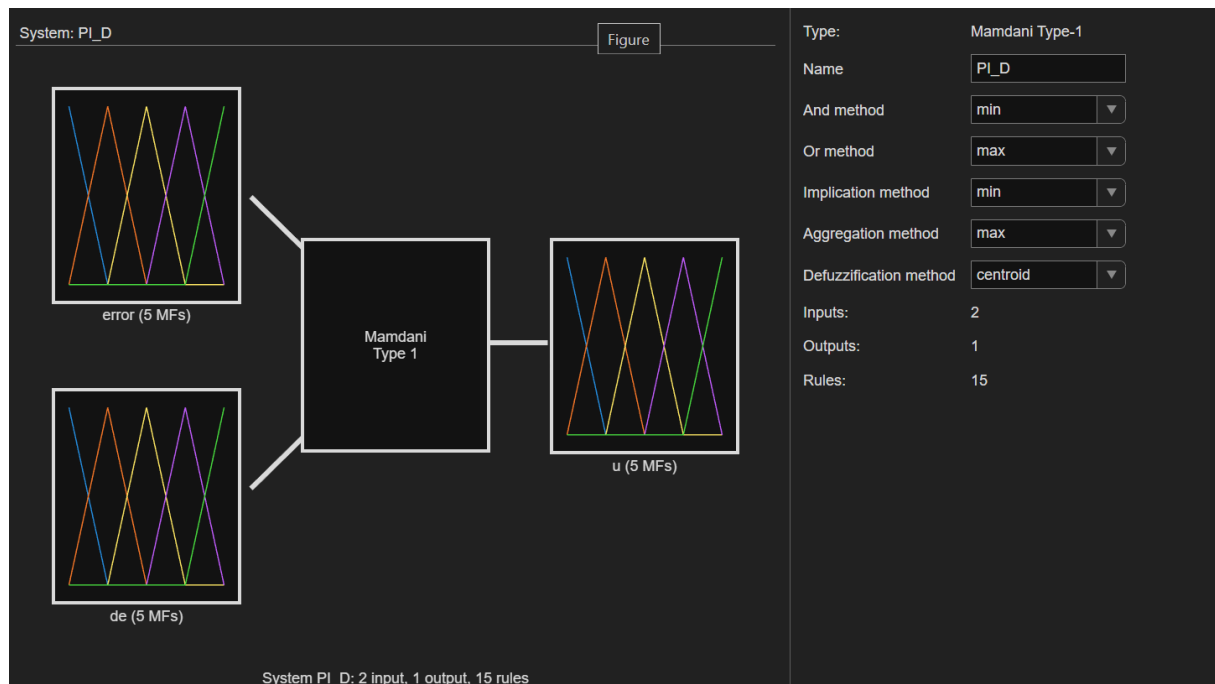 System: PI_D
Figure
error (5 MFs)
de (5 MFs)
Mamdani
Type 1
u (5 MFs)
System PI_D: 2 input, 1 output, 15 rules
Type: Mamdani Type-1
Name PI_D
And method min
Or method max
Implication method min
Aggregation method max
Defuzzification method centroid
Inputs: 2
Outputs: 1
Rules: 15